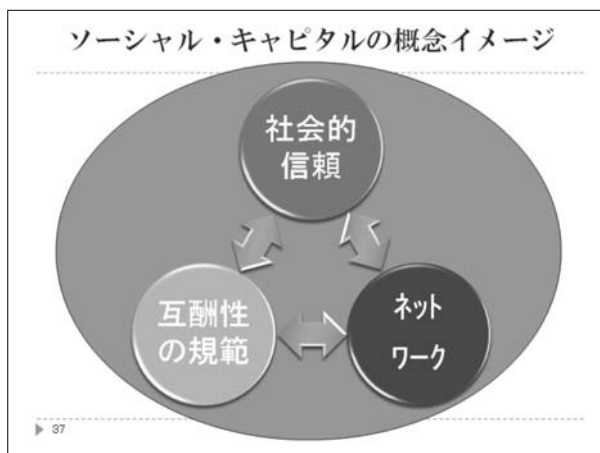 ソーシャル・キャピタルの概念イメージ
社会的
信頼
互酬性
の規範
ネット
ワーク
37